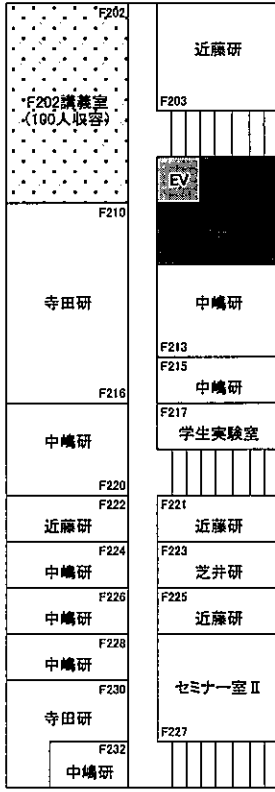 F202
F202講義室
(100人収容)
F210
寺田研
F216
中嶋研
F220
F222
近藤研
F224
中嶋研
F226
中嶋研
F228
中嶋研
F230
寺田研
F232
中嶋研
近藤研
F203
EV
中嶋研
F213
F215
中嶋研
F217
学生実験室
F221
近藤研
F223
芝井研
F225
近藤研
セミナー室Ⅱ
F227